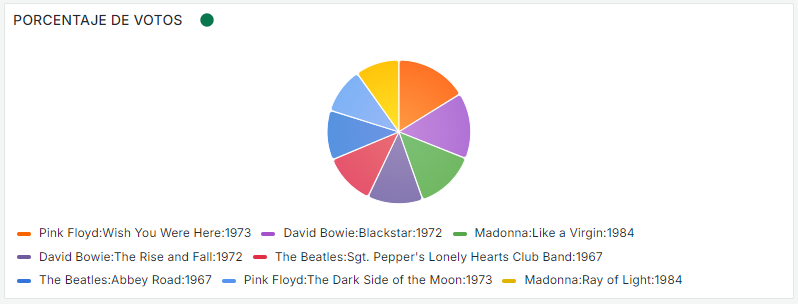 PORCENTAJE DE VOTOS
Pink Floyd:Wish You Were Here:1973 David Bowie:Blackstar:1972 Madonna:Like a Virgin:1984
David Bowie:The Rise and Fall:1972 The Beatles:Sgt. Pepper's Lonely Hearts Club Band:1967
The Beatles:Abbey Road:1967 Pink Floyd:The Dark Side of the Moon:1973 Madonna:Ray of Light:1984